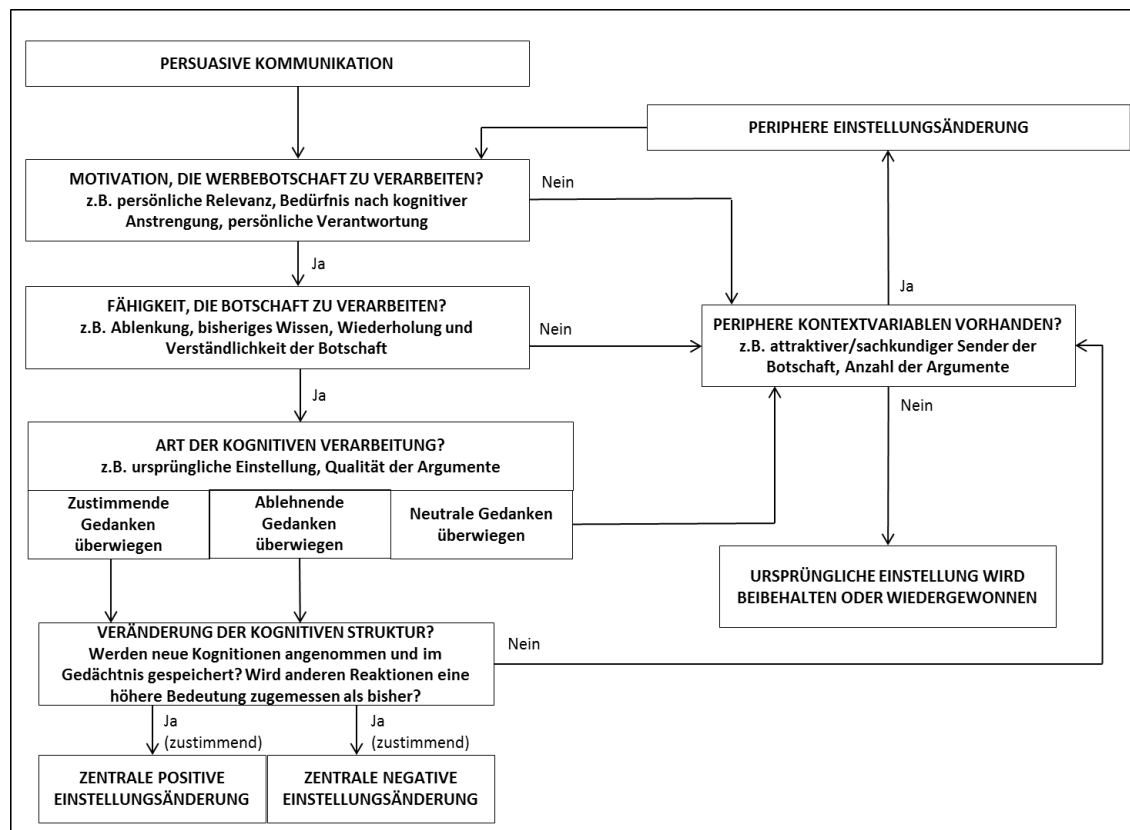 PERSUASIVE KOMMUNIKATION
PERIPHERE EINSTELLUNGSÄNDERUNG
MOTIVATION, DIE WERBEBOTSCHAFT ZU VERARBEITEN?
z.B. persönliche Relevanz, Bedürfnis nach kognitiver
Anstrengung, persönliche Verantwortung
Nein
Ja
FÄHIGKEIT, DIE BOTSCHAFT ZU VERARBEITEN?
z.B. Ablenkung, bisheriges Wissen, Wiederholung und
Verständlichkeit der Botschaft
Nein
Ja
PERIPHERE KONTEXTVARIABLEN VORHANDEN?
z.B. attraktiver/sachkundiger Sender der
Botschaft, Anzahl der Argumente
Ja
Nein
ART DER KOGNITIVEN VERARBEITUNG?
z.B. ursprüngliche Einstellung, Qualität der Argumente
Zustimmende
Gedanken
überwiegen
Ablehnende
Gedanken
überwiegen
Neutrale Gedanken
überwiegen
URSPRÜNGLICHE EINSTELLUNG WIRD
BEIBEHALTEN ODER WIEDERGEWONNEN
VERÄNDERUNG DER KOGNITIVEN STRUKTUR?
Werden neue Kognitionen angenommen und im
Gedächtnis gespeichert? Wird anderen Reaktionen eine
höhere Bedeutung zugemessen als bisher?
Nein
Ja
(zustimmend)
Ja
(zustimmend)
ZENTRALE POSITIVE
EINSTELLUNGSÄNDERUNG
ZENTRALE NEGATIVE
EINSTELLUNGSÄNDERUNG